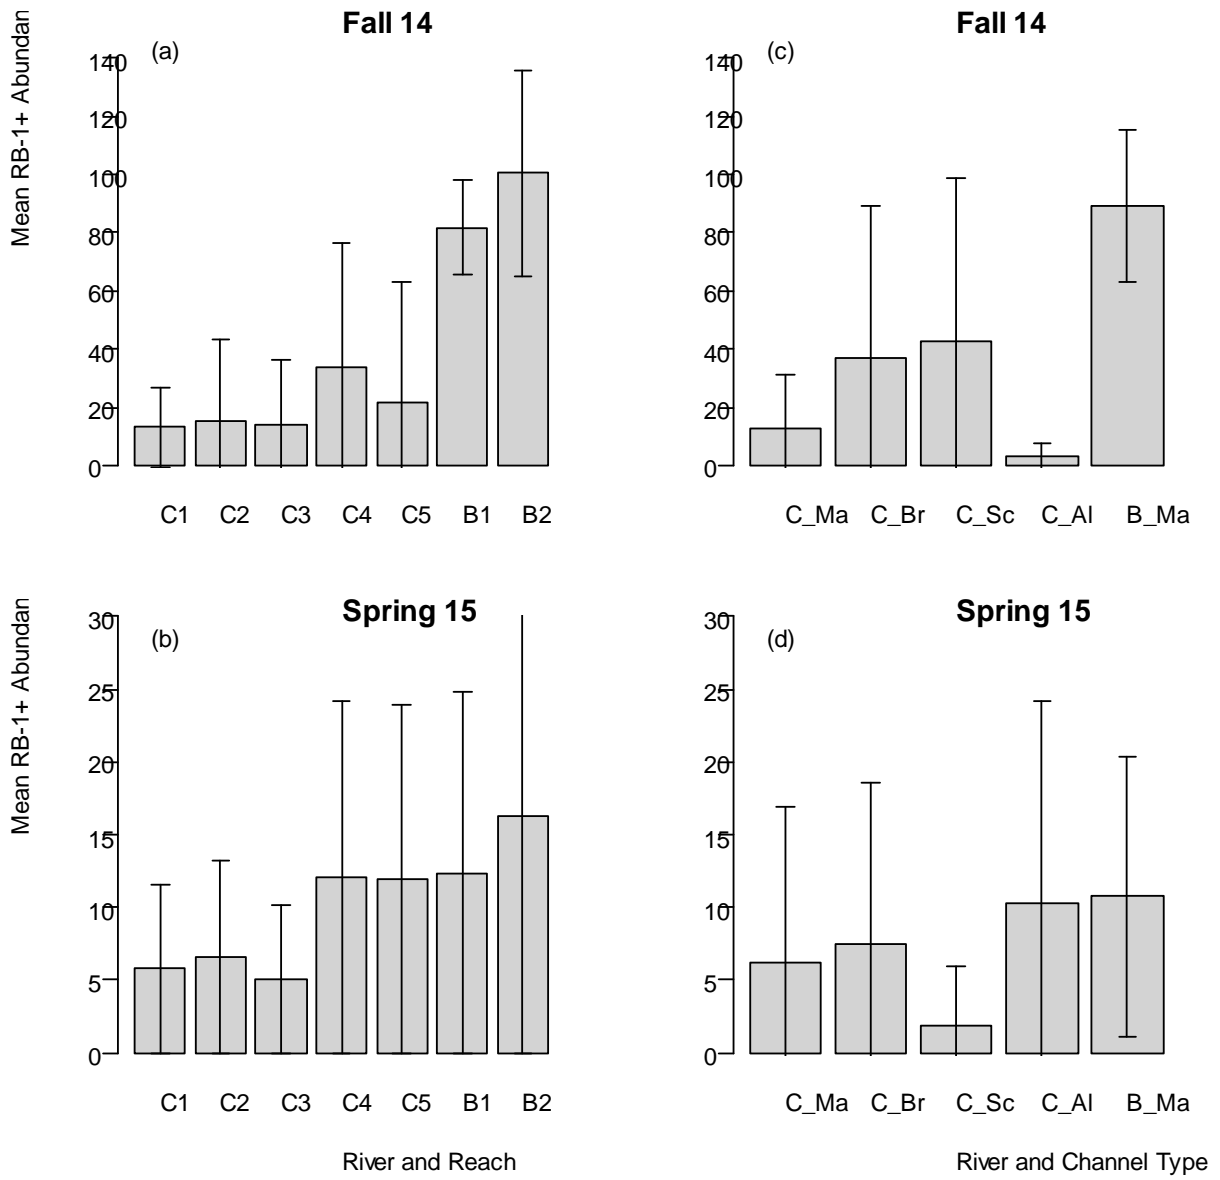 Fall 14
(a)
Mean RB-1+ Abundan
140
120
100
80
60
40
20
0
C1 C2 C3 C4 C5 B1 B2
Fall 14
(c)
140
120
100
80
60
40
20
0
C_Ma C_Br C_Sc C_Al B_Ma
Spring 15
(b)
Mean RB-1+ Abundan
30
25
20
15
10
5
0
C1 C2 C3 C4 C5 B1 B2
River and Reach
Spring 15
(d)
30
25
20
15
10
5
0
C_Ma C_Br C_Sc C_Al B_Ma
River and Channel Type